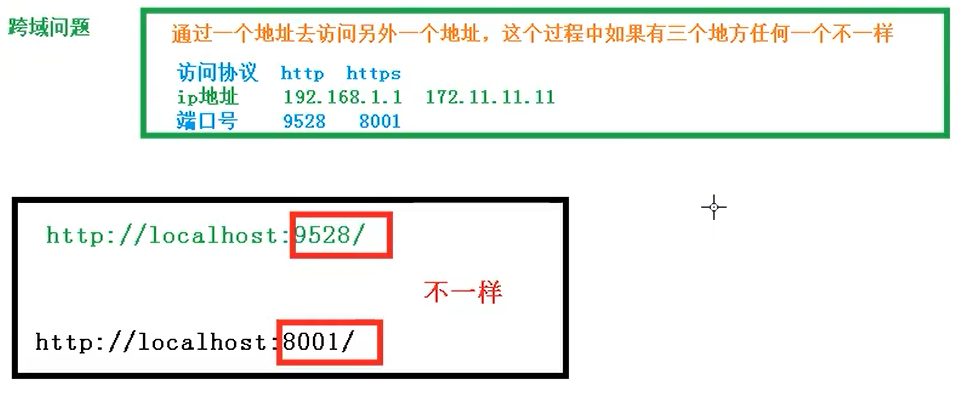 跨域问题
通过一个地址去访问另外一个地址，这个过程中如果有三个地方任何一个不一样
访问协议 http https
ip地址 192.168.1.1 172.11.11.11
端口号 9528 8001
http://localhost:9528/
不一样
http://localhost:8001/